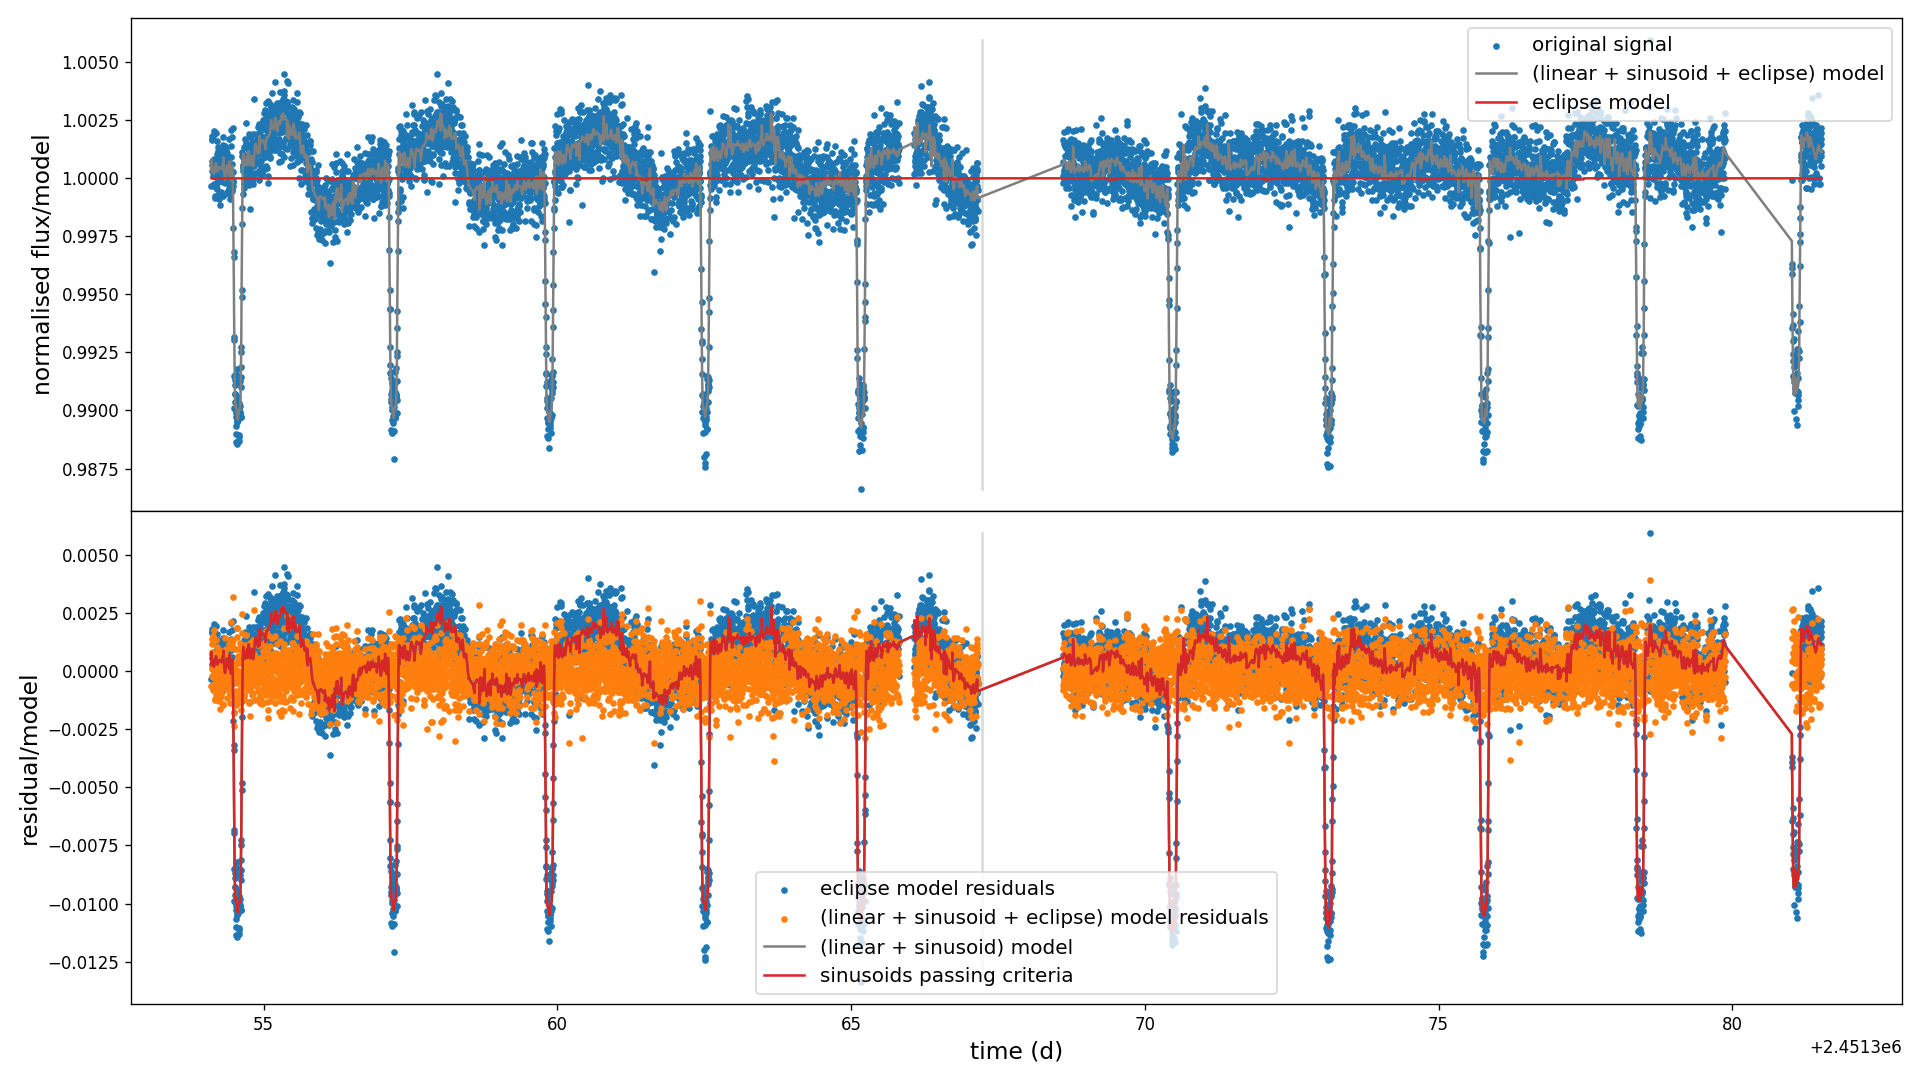 normalised flux/model
1.0050
1.0025
1.0000
0.9975
0.9950
0.9925
0.9900
0.9875
original signal
(linear + sinusoid + eclipse) model
eclipse model
residual/model
0.0050
0.0025
0.0000
−0.0025
−0.0050
−0.0075
−0.0100
−0.0125
eclipse model residuals
(linear + sinusoid + eclipse) model residuals
(linear + sinusoid) model
sinusoids passing criteria
55 60 65 70 75 80
time (d)
+2.4513e6